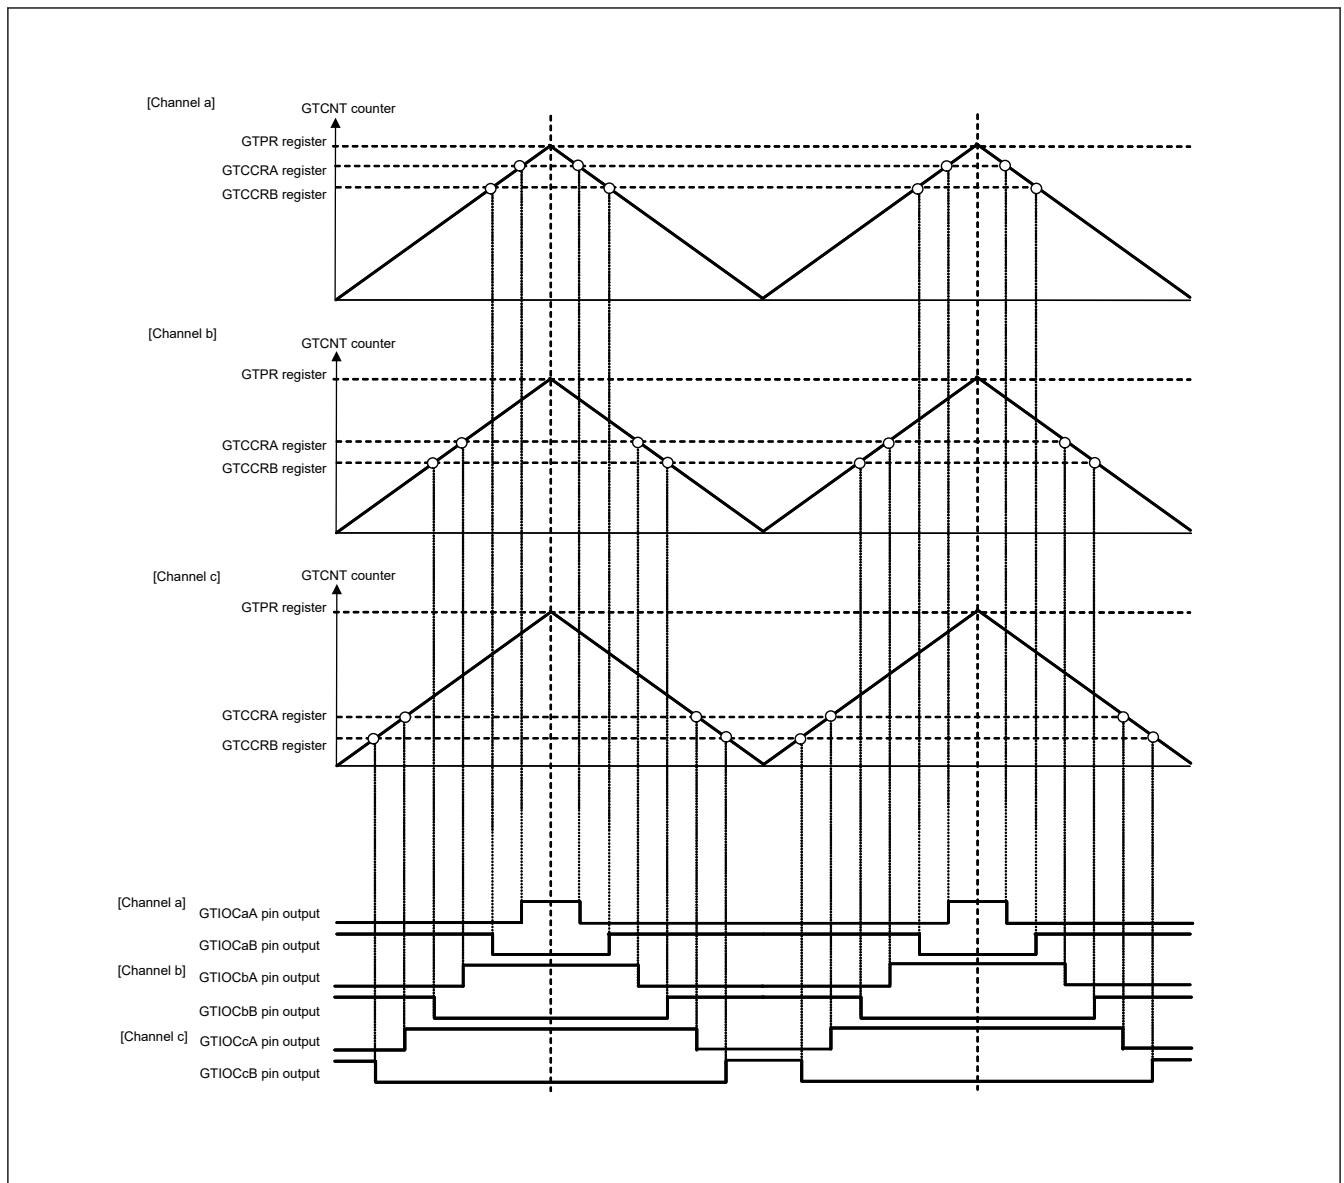 [Channel a]
GTCNT counter
GTPR register
GTCCRA register
GTCCRB register
[Channel b]
GTCNT counter
GTPR register
GTCCRA register
GTCCRB register
[Channel c]
GTCNT counter
GTPR register
GTCCRA register
GTCCRB register
[Channel a]
GTIOCaA pin output
GTIOCaB pin output
[Channel b]
GTIOCbA pin output
GTIOCbB pin output
[Channel c]
GTIOCcA pin output
GTIOCcB pin output